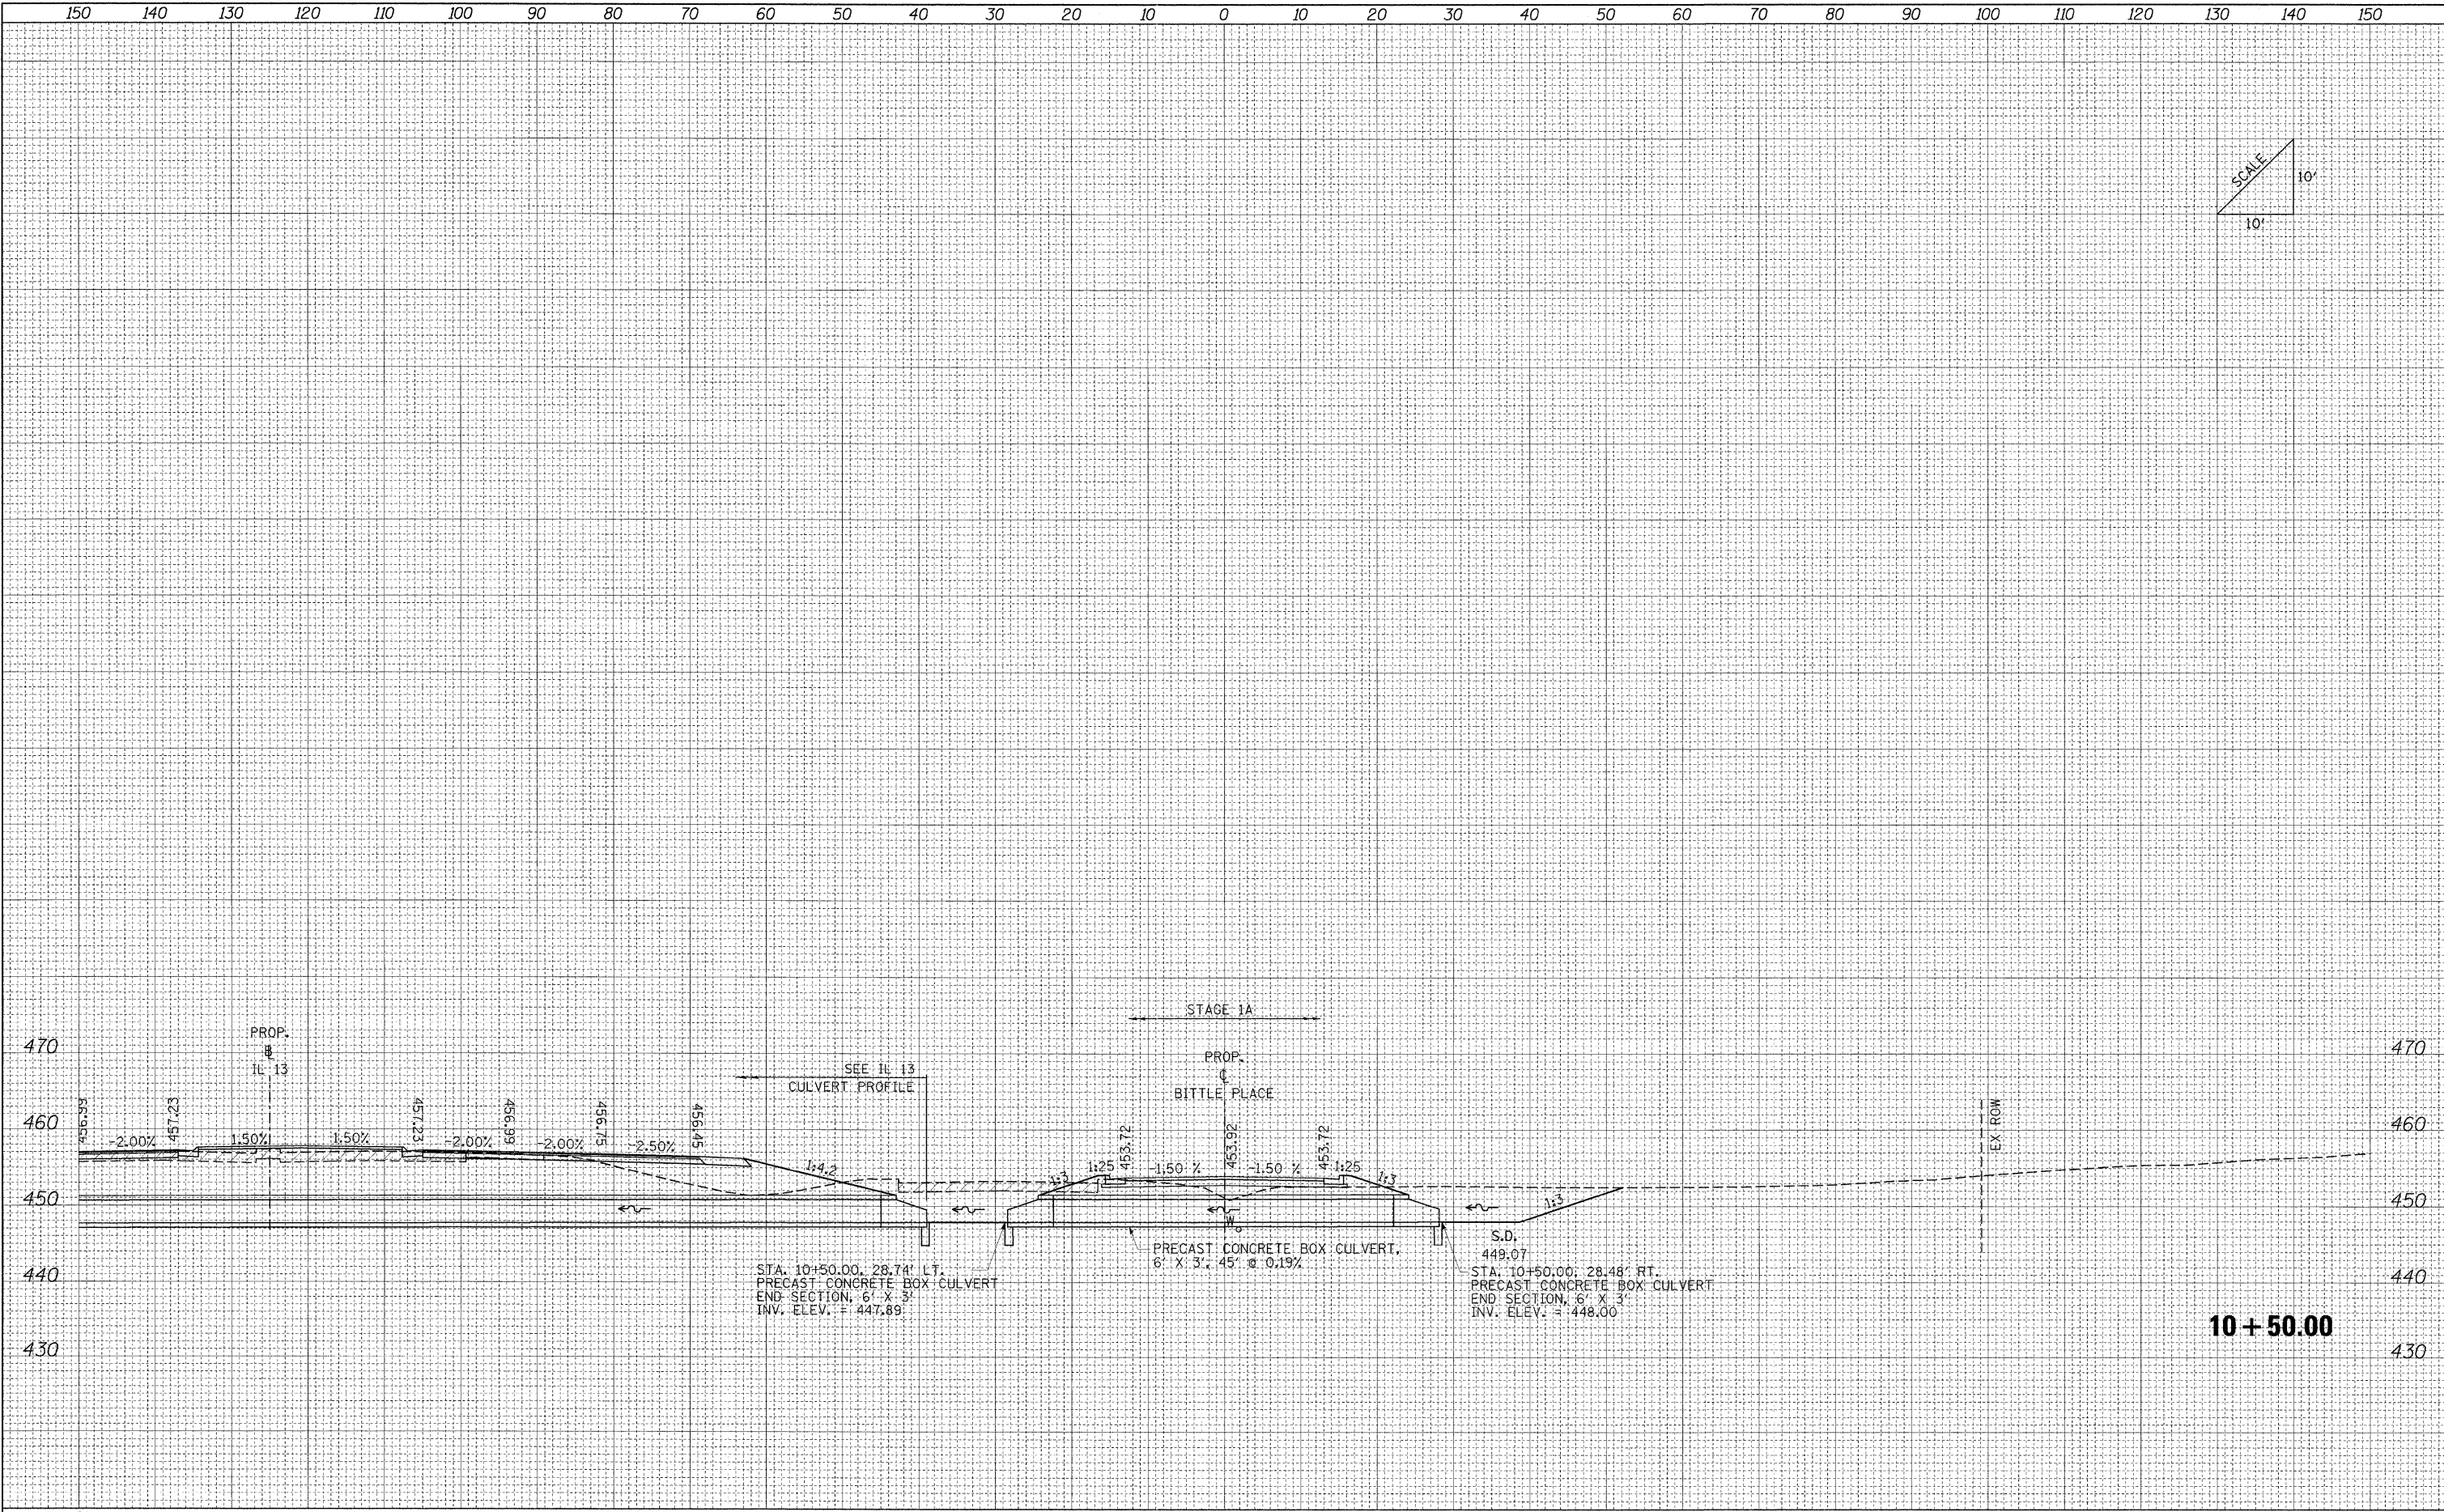 150 140 130 120 110 100 90 80 70 60 50 40 30 20 10 0 10 20 30 40 50 60 70 80 90 100 110 120 130 140 150
SCALE
10'
10'
STAGE 1A
PROP.
℄
BITTLE PLACE
PROP.
B
IL 13
SEE IL 13
CULVERT PROFILE
470
470
460
460
450
450
440
440
430
430
456.99
-2.00%
457.23
1.50%
1.50%
457.23
-2.00%
456.99
-2.00%
456.75
-2.50%
456.45
1:4.2
1:3
1:25
453.72
-1.50 %
453.92
-1.50 %
453.72
1:25
1:3
1:3
EX ROW
W
S.D.
449.07
PRECAST CONCRETE BOX CULVERT,
6' X 3', 45' @ 0.19%
STA. 10+50.00, 28.74' LT.
PRECAST CONCRETE BOX CULVERT
END SECTION, 6' X 3'
INV. ELEV. = 447.89
STA. 10+50.00, 28.48' RT.
PRECAST CONCRETE BOX CULVERT
END SECTION, 6' X 3'
INV. ELEV. = 448.00
10+50.00